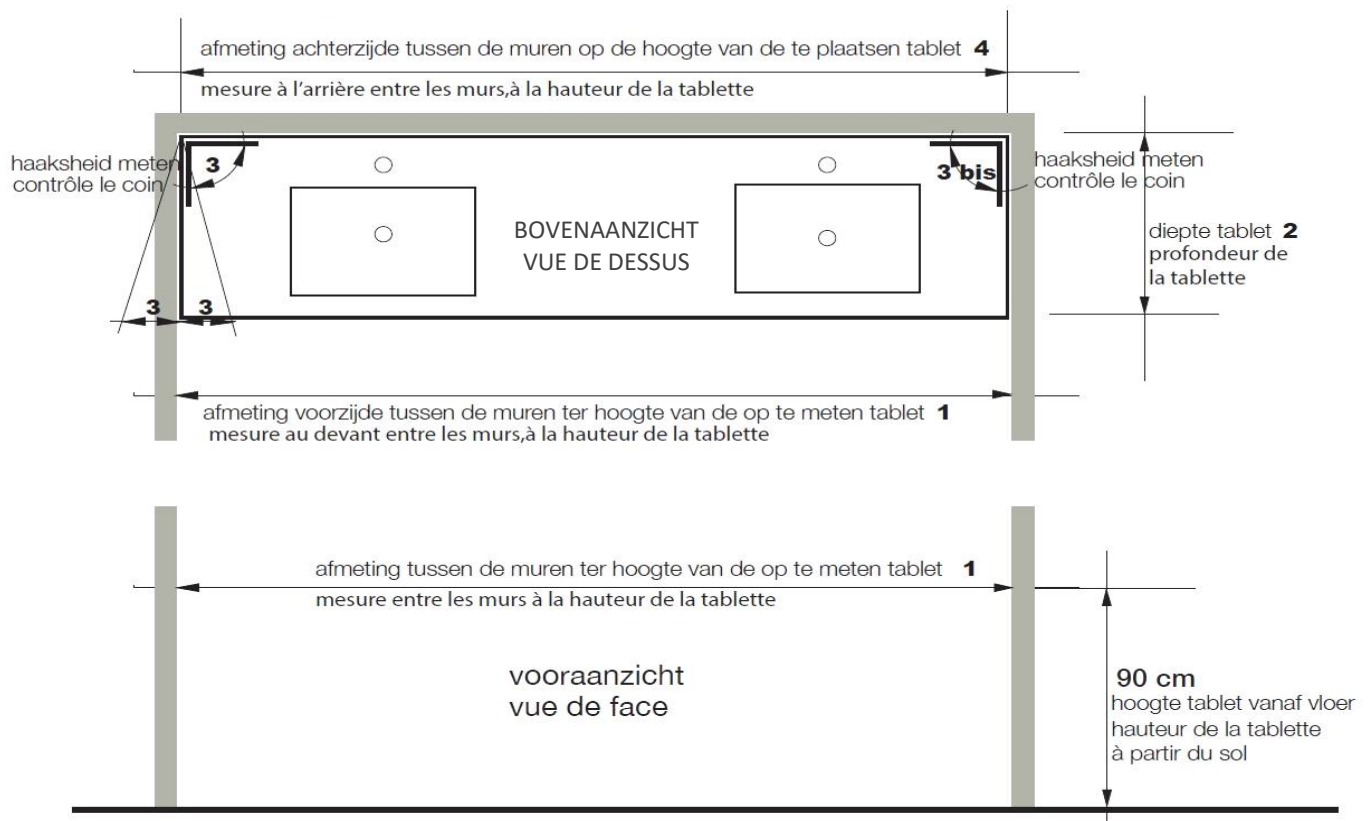 afmeting achterzijde tussen de muren op de hoogte van de te plaatsen tablet 4
mesure à l'arrière entre les murs,à la hauteur de la tablette
haaksheid meten
contrôle le coin
3
3 bis
haaksheid meten
contrôle le coin
BOVENAANZICHT
VUE DE DESSUS
diepte tablet 2
profondeur de
la tablette
3 3
afmeting voorzijde tussen de muren ter hoogte van de op te meten tablet 1
mesure au devant entre les murs,à la hauteur de la tablette
afmeting tussen de muren ter hoogte van de op te meten tablet 1
mesure entre les murs à la hauteur de la tablette
vooraanzicht
vue de face
90 cm
hoogte tablet vanaf vloer
hauteur de la tablette
à partir du sol